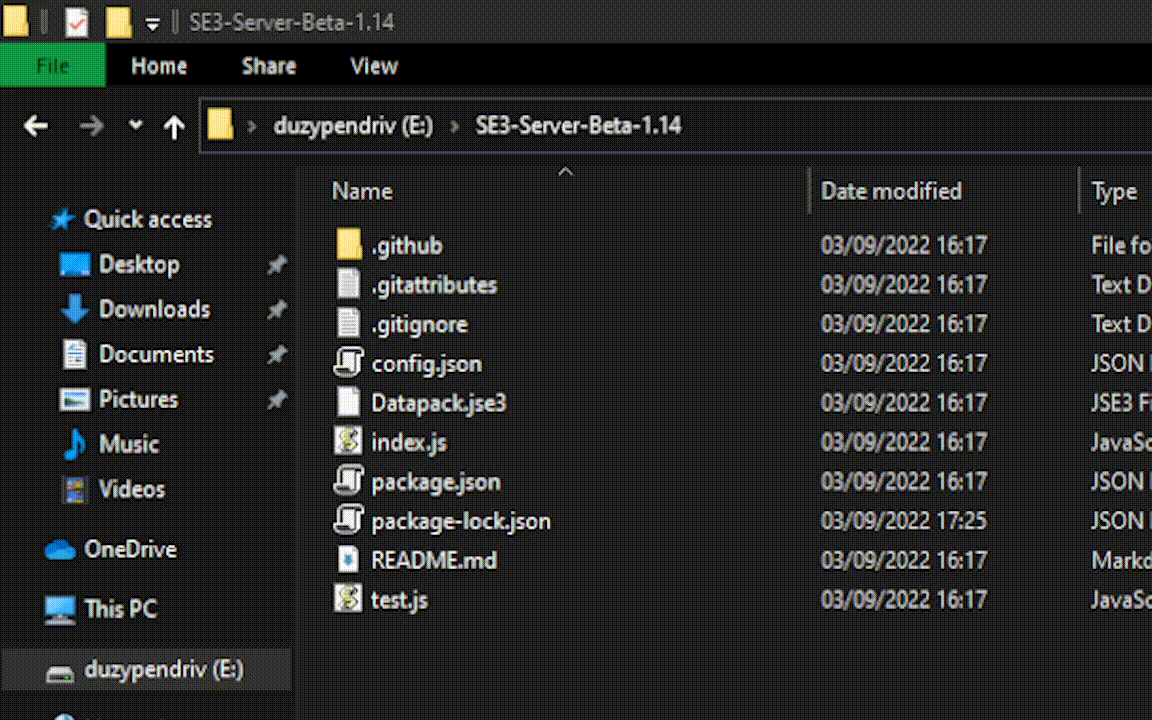 SE3-Server-Beta-1.14
File Home Share View
duzypendriv (E:) SE3-Server-Beta-1.14
Name Date modified Type
Quick access
Desktop
Downloads
Documents
Pictures
Music
Videos
OneDrive
This PC
duzypendriv (E:)
.github 03/09/2022 16:17 File fo
.gitattributes 03/09/2022 16:17 Text D
.gitignore 03/09/2022 16:17 Text D
config.json 03/09/2022 16:17 JSON
Datapack.jse3 03/09/2022 16:17 JSE3 Fi
index.js 03/09/2022 16:17 JavaSc
package.json 03/09/2022 16:17 JSON
package-lock.json 03/09/2022 17:25 JSON
README.md 03/09/2022 16:17 Markd
test.js 03/09/2022 16:17 JavaSc